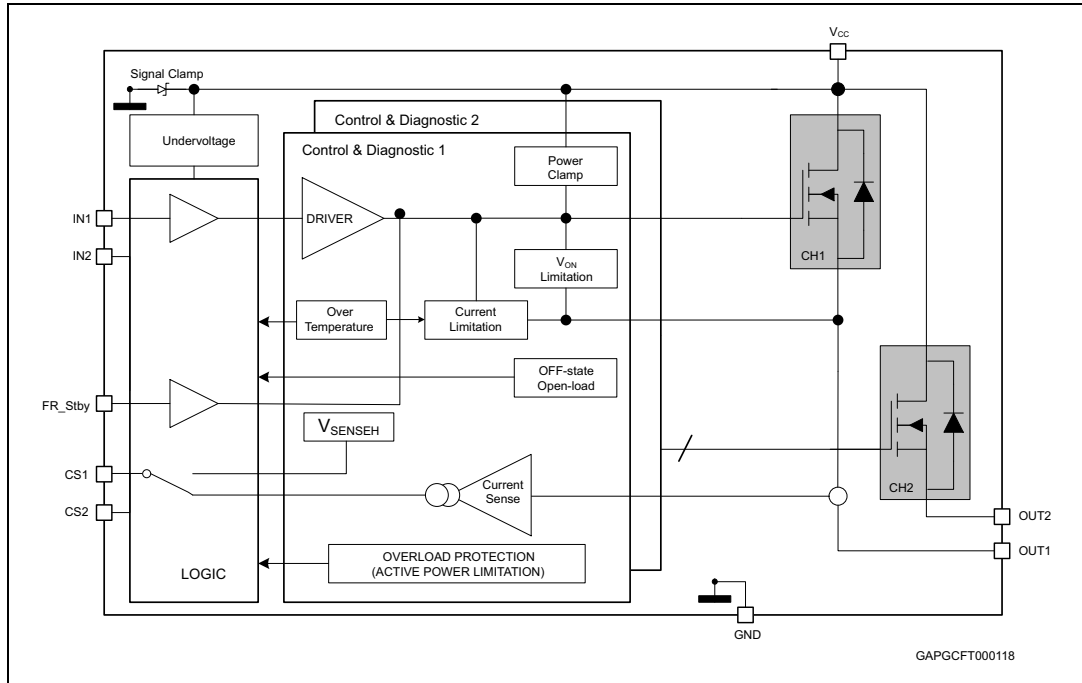 VCC
Signal Clamp
Control & Diagnostic 2
Undervoltage
Control & Diagnostic 1
Power
Clamp
IN1
DRIVER
IN2
VON
Limitation
CH1
Over
Temperature
Current
Limitation
OFF-state
Open-load
FR_Stby
VSENSEH
CS1
Current
Sense
CH2
CS2
OUT2
OVERLOAD PROTECTION
(ACTIVE POWER LIMITATION)
OUT1
LOGIC
GND
GAPGCFT000118